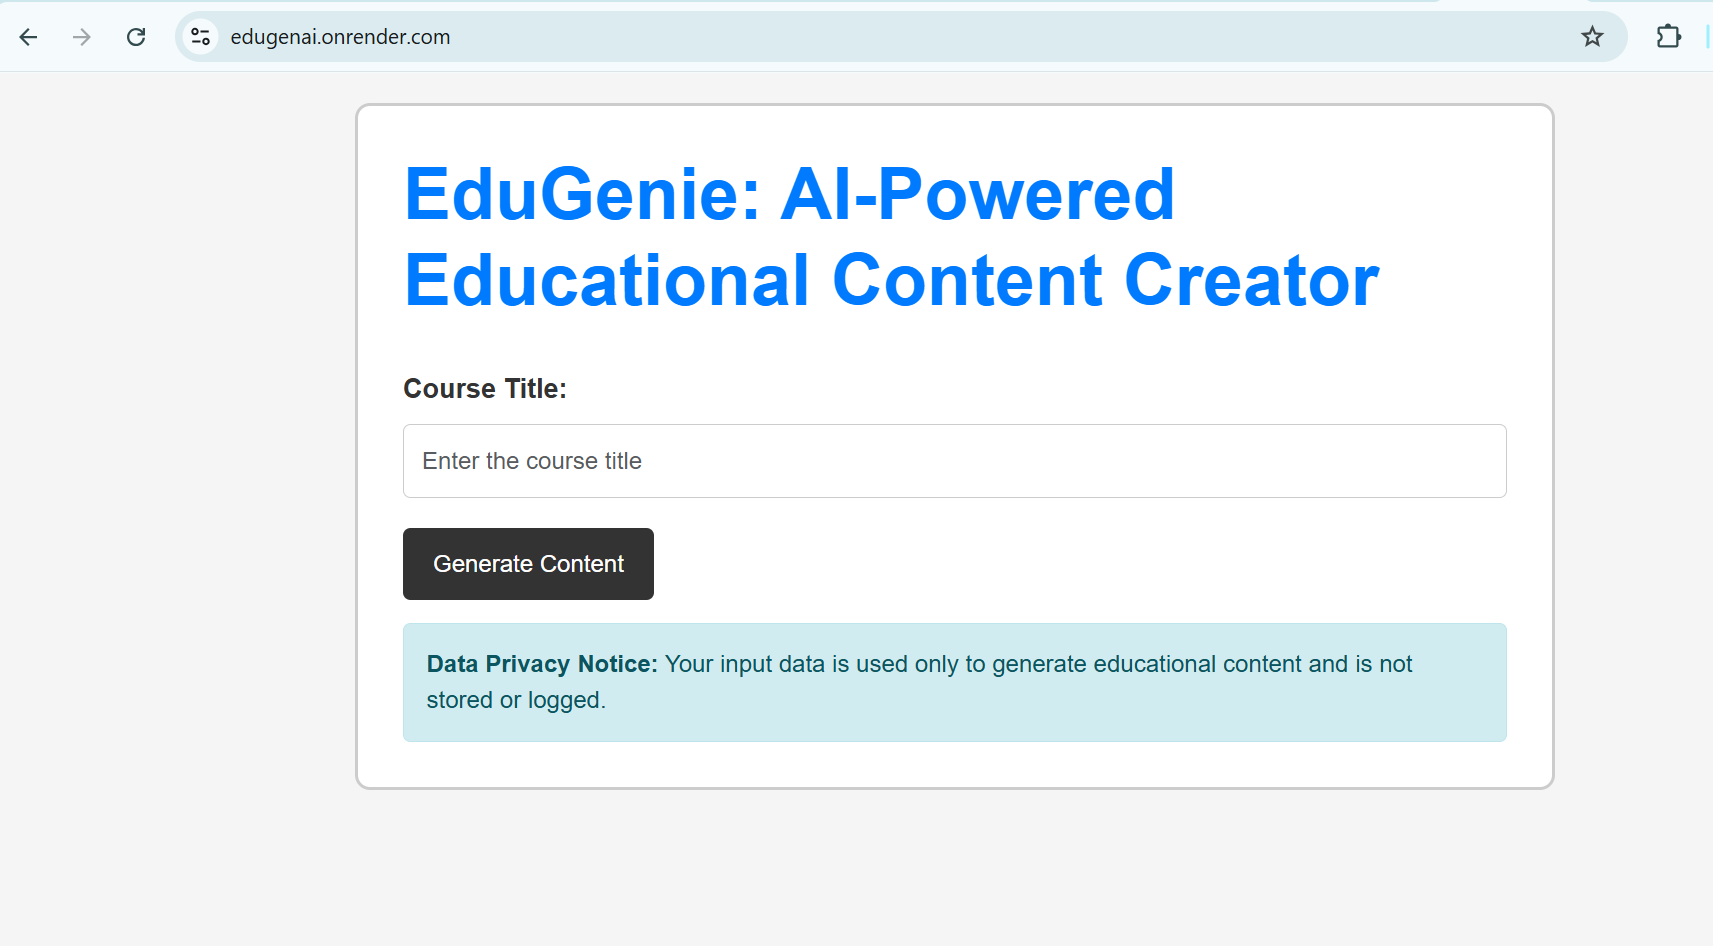 edugenai.onrender.com
EduGenie: AI-Powered
Educational Content Creator
Course Title:
Enter the course title
Generate Content
Data Privacy Notice: Your input data is used only to generate educational content and is not
stored or logged.